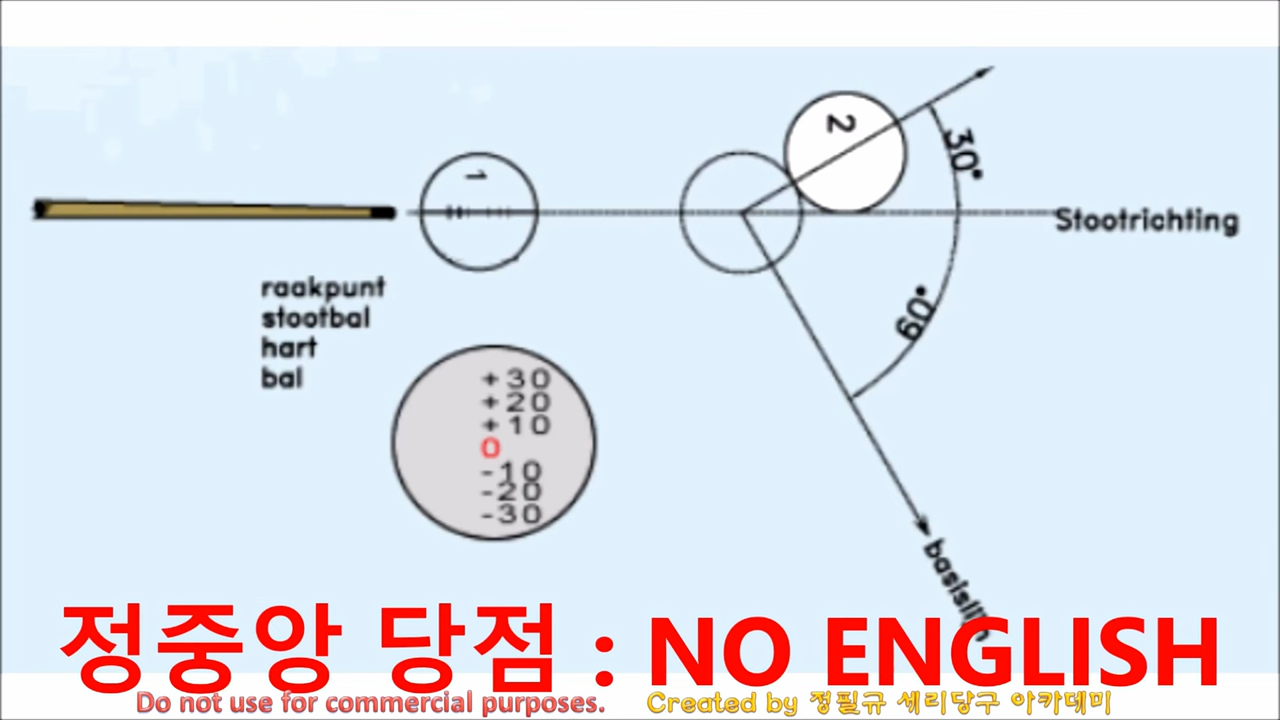 1
2
30°
Stootrichting
60°
raakpunt
stootbal
hart
bal
+30
+20
+10
0
-10
-20
-30
정중앙 당점 : NO ENGLISH
Do not use for commercial purposes.
Created by 정필규 세리당구 아카데미